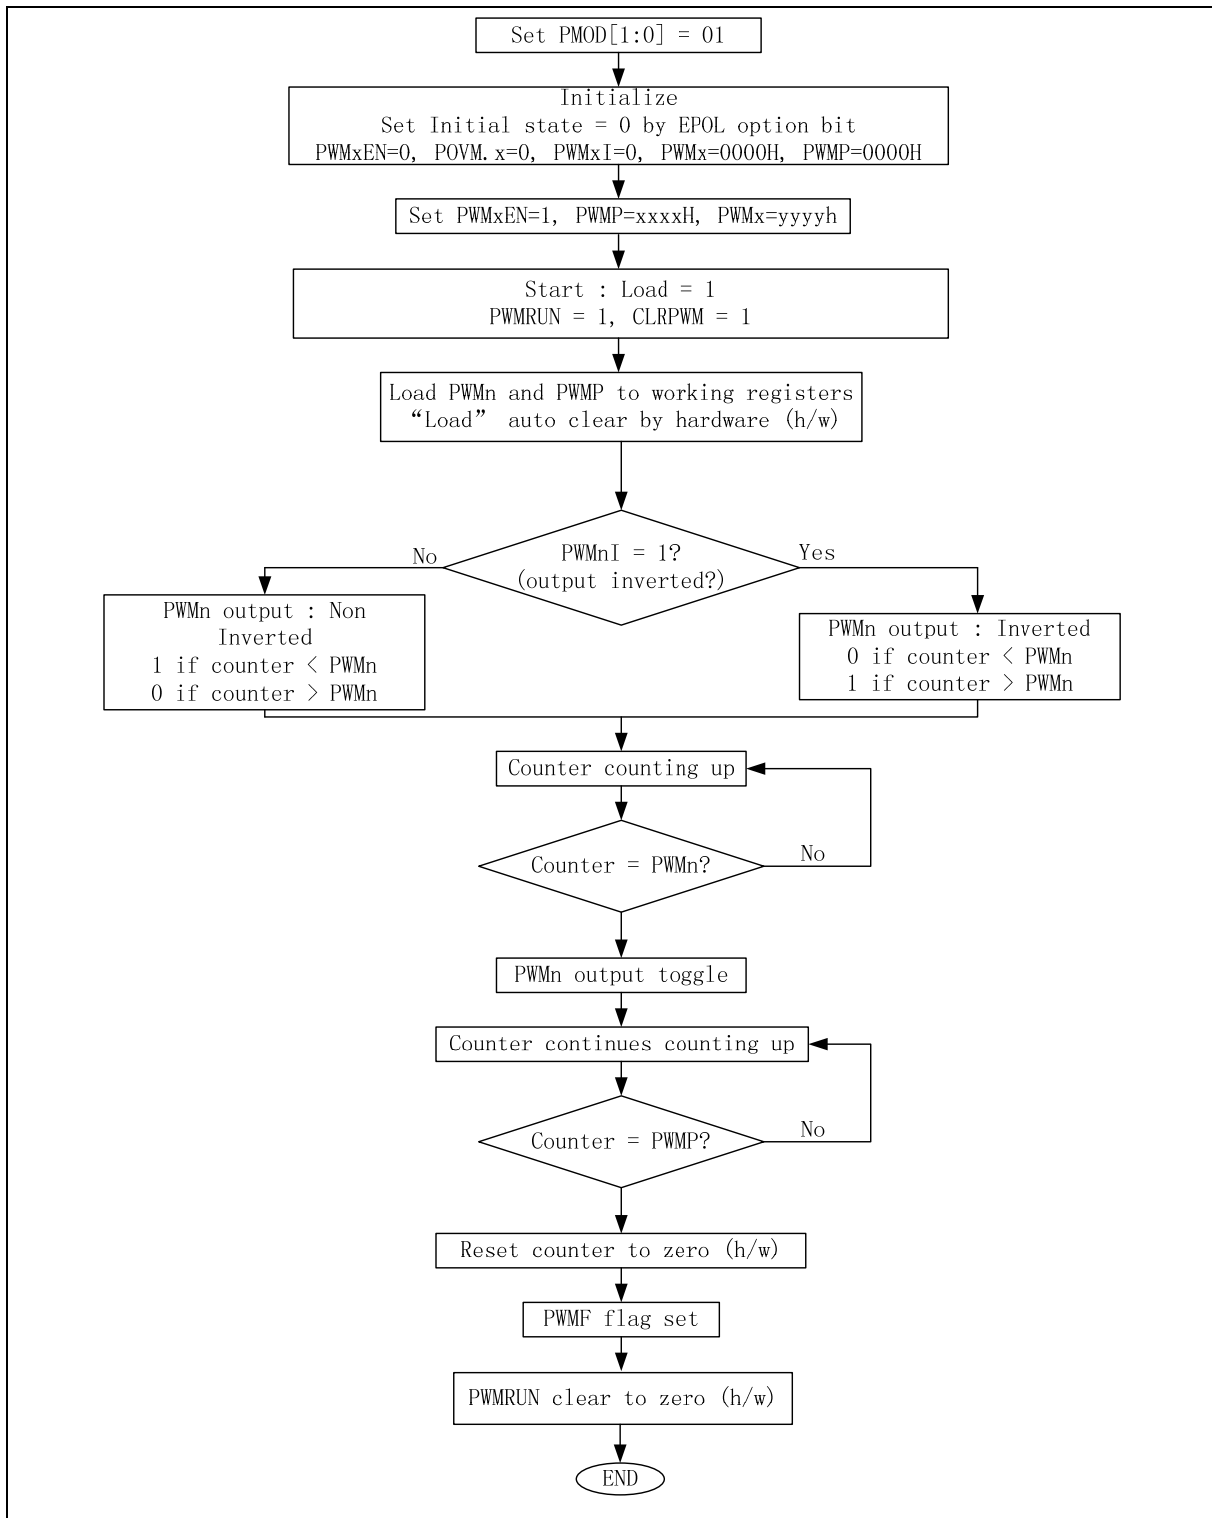 Set PMOD[1:0] = 01
Initialize
Set Initial state = 0 by EPOL option bit
PWMxEN=0, POVM.x=0, PWMxI=0, PWMx=0000H, PWMP=0000H
Set PWMxEN=1, PWMP=xxxxH, PWMx=yyyyh
Start : Load = 1
PWMRUN = 1, CLRPWM = 1
Load PWMn and PWMP to working registers
“Load” auto clear by hardware (h/w)
PWMnI = 1?
(output inverted?)
No
Yes
PWMn output : Non
Inverted
1 if counter < PWMn
0 if counter > PWMn
PWMn output : Inverted
0 if counter < PWMn
1 if counter > PWMn
Counter counting up
Counter = PWMn?
No
PWMn output toggle
Counter continues counting up
Counter = PWMP?
No
Reset counter to zero (h/w)
PWMF flag set
PWMRUN clear to zero (h/w)
END